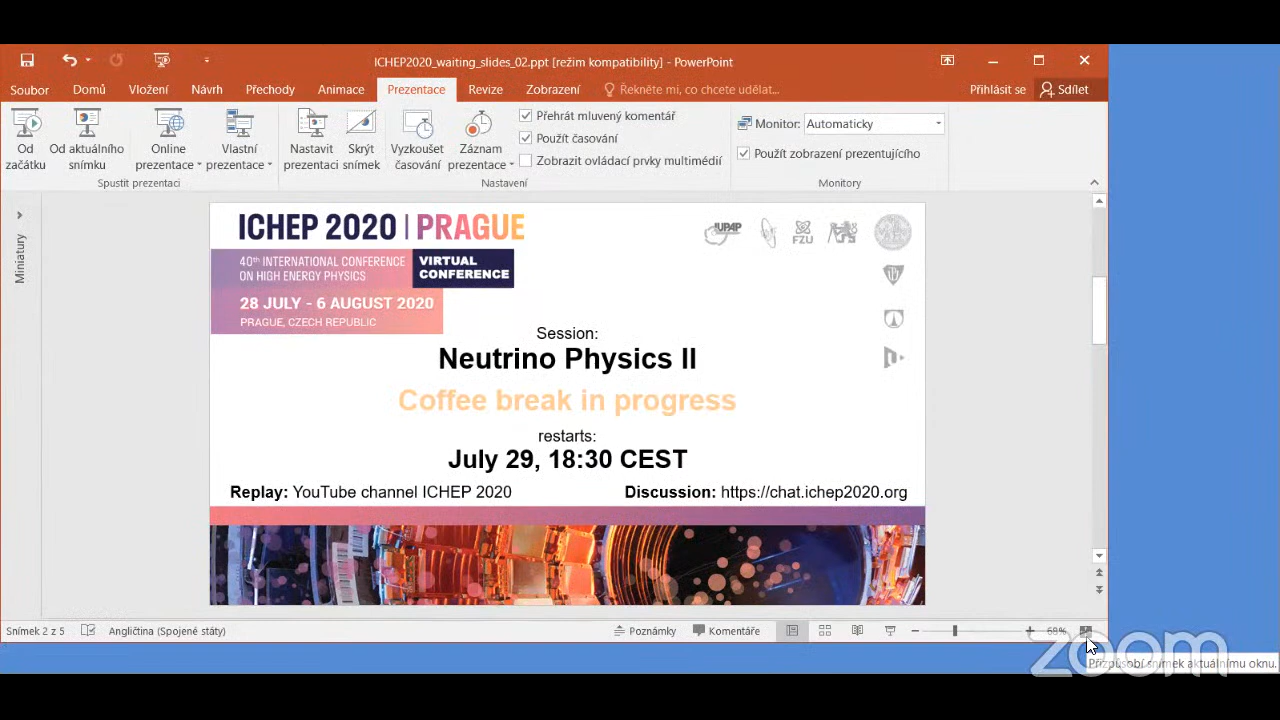 ICHEP2020_waiting_slides_02.ppt [režim kompatibility] - PowerPoint
Soubor Domů Vložení Návrh Přechody Animace Prezentace Revize Zobrazení Řekněte mi, co chcete udělat... Přihlásit se Sdílet
Od začátku
Od aktuálního snímku
Online prezentace
Vlastní prezentace
Spustit prezentaci
Nastavit prezentaci
Skrýt snímek
Vyzkoušet časování
Záznam prezentace
Přehrát mluvený komentář
Použít časování
Zobrazit ovládací prvky multimédií
Nastavení
Monitor: Automaticky
Použít zobrazení prezentujícího
Monitory
Miniatury
ICHEP 2020 | PRAGUE
40th INTERNATIONAL CONFERENCE
ON HIGH ENERGY PHYSICS
VIRTUAL
CONFERENCE
28 JULY - 6 AUGUST 2020
PRAGUE, CZECH REPUBLIC
IUPAP
FZU
Session:
Neutrino Physics II
Coffee break in progress
restarts:
July 29, 18:30 CEST
Replay: YouTube channel ICHEP 2020
Discussion: https://chat.ichep2020.org
Snímek 2 z 5 Angličtina (Spojené státy) Poznámky Komentáře 68%
zoom
Přizpůsobí snímek aktuálnímu oknu.